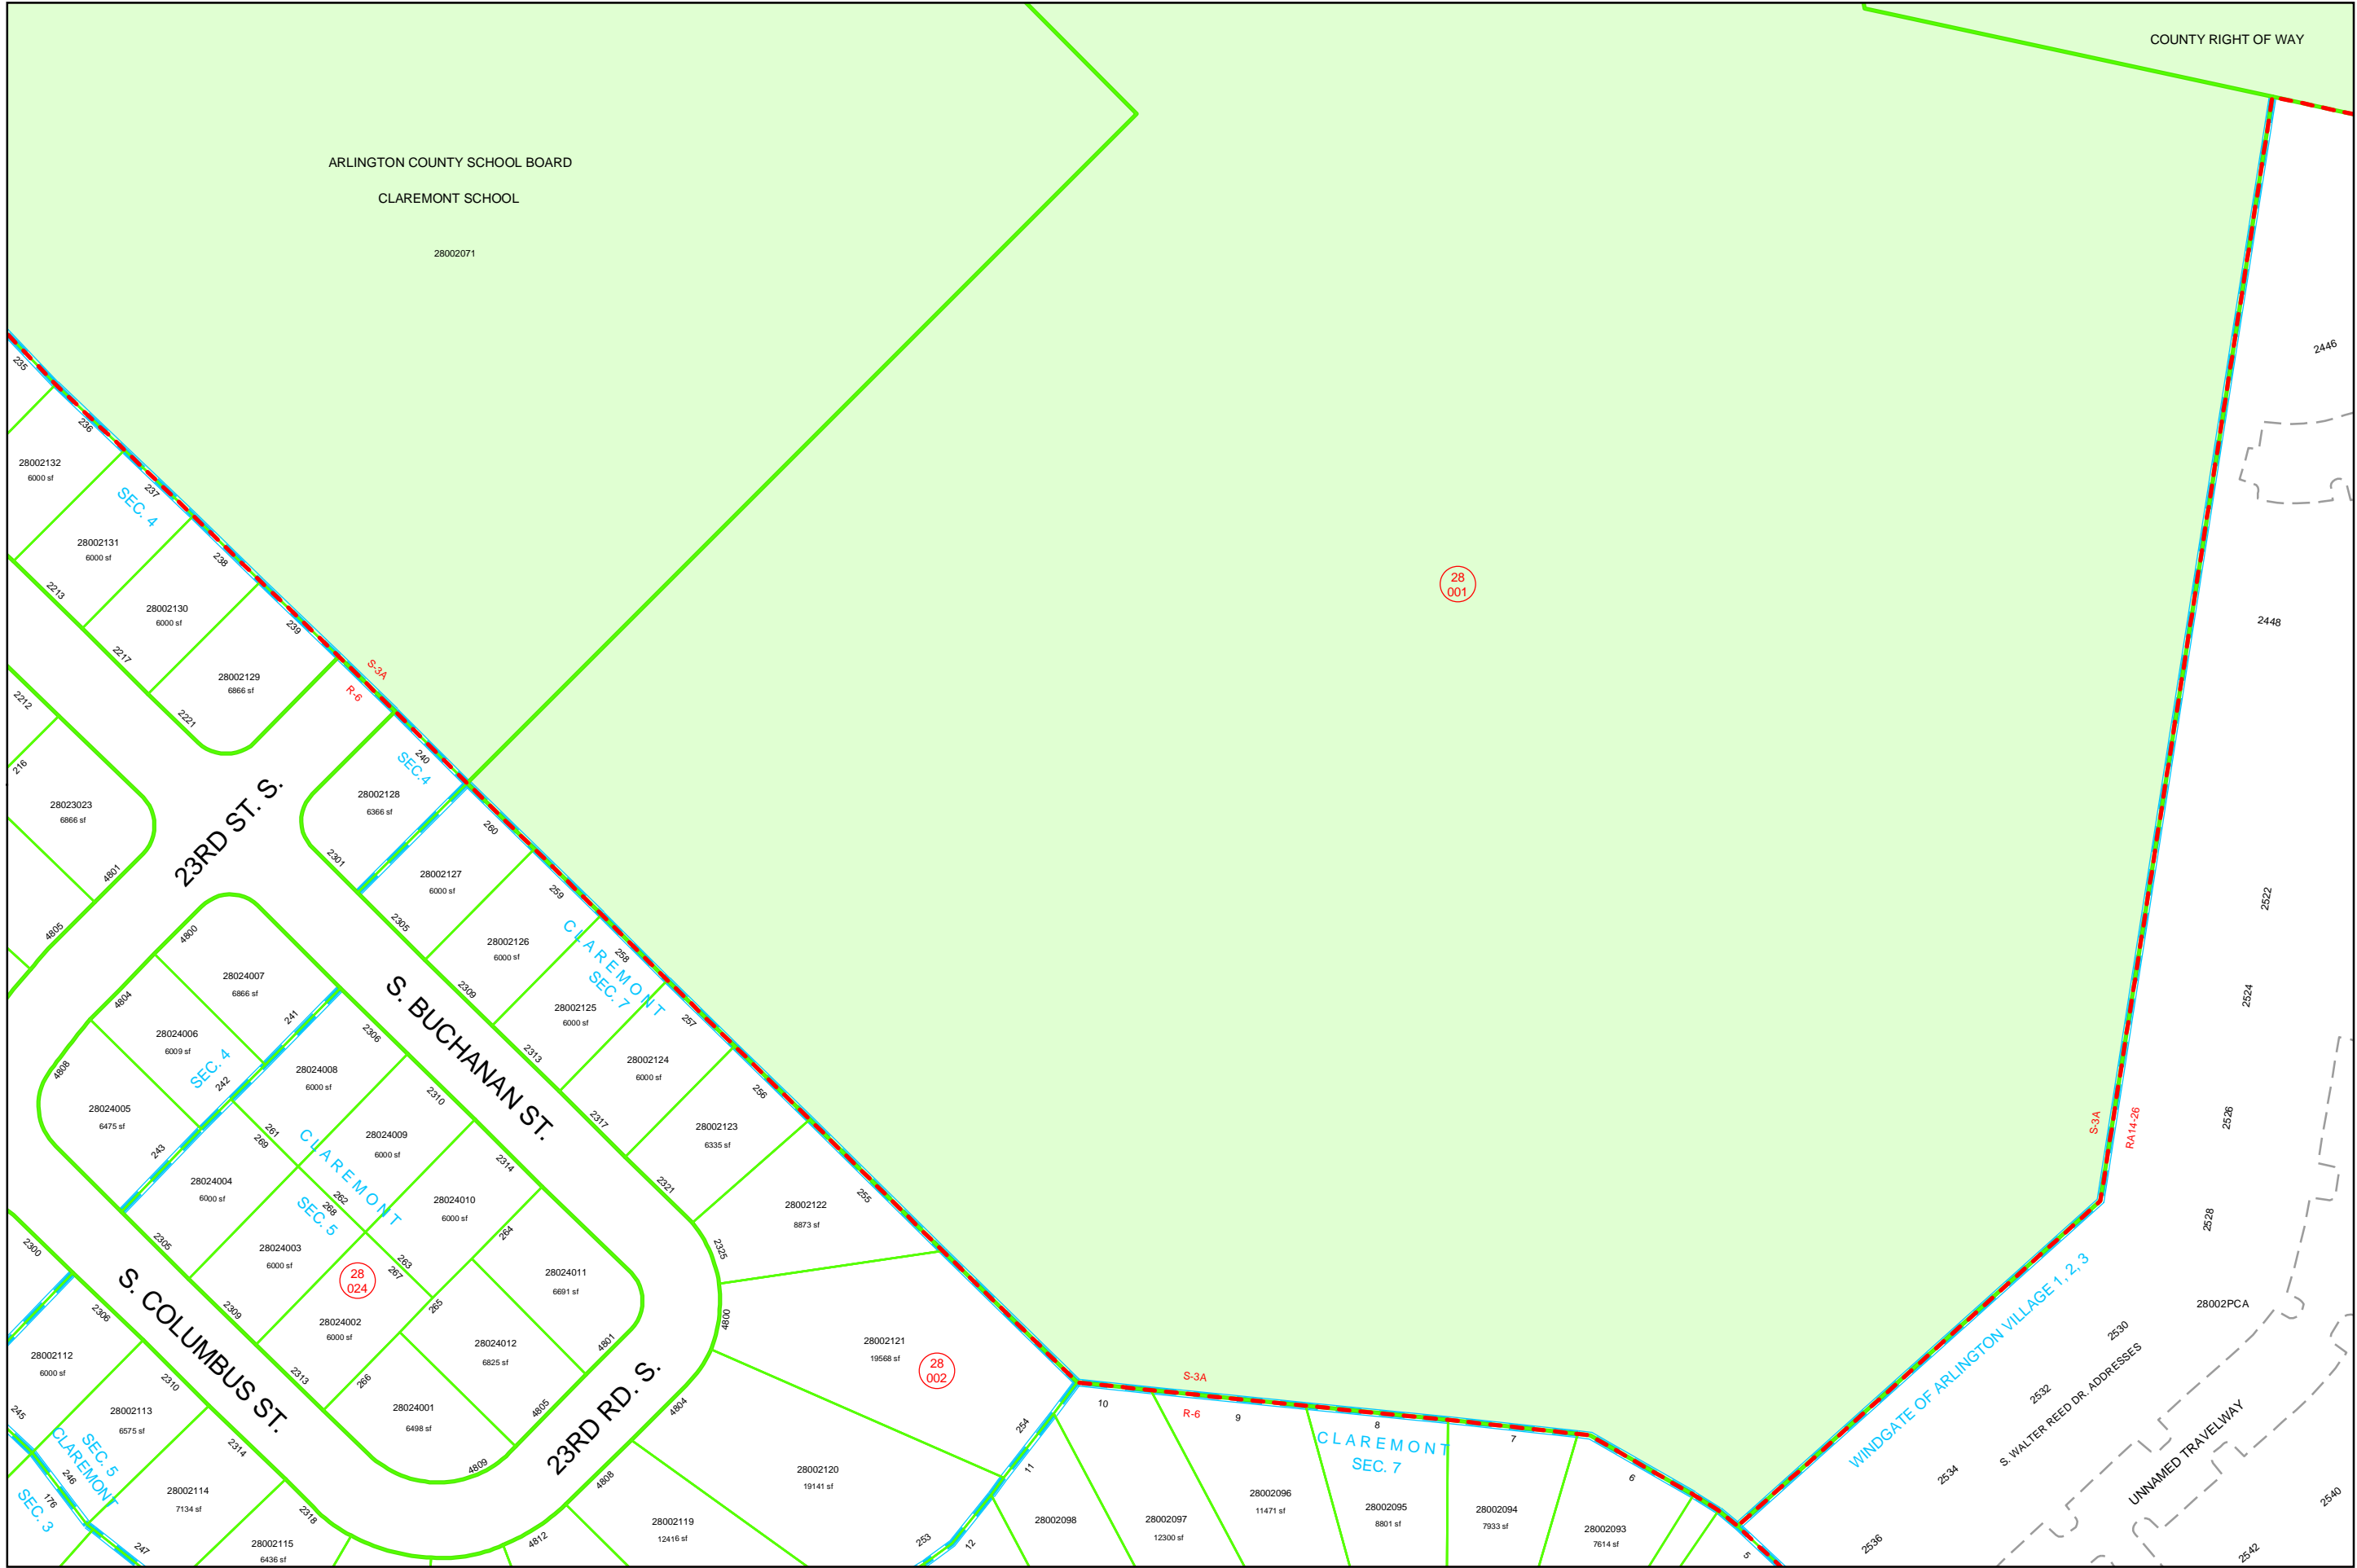 COUNTY RIGHT OF WAY
ARLINGTON COUNTY SCHOOL BOARD
CLAREMONT SCHOOL
28002071
235
236
28002132
6000 sf
237
SEC. 4
28002131
6000 sf
238
2213
28002130
6000 sf
239
2217
28002129
6866 sf
2221
S-3A
R-6
28
001
2446
2448
2212
216
28023023
6866 sf
4801
4805
23RD ST. S.
240
SEC.4
28002128
6366 sf
2301
260
28002127
6000 sf
2305
259
28002126
6000 sf
2309
258
CLAREMONT
SEC. 7
28002125
6000 sf
2313
257
28002124
6000 sf
2317
256
28002123
6335 sf
2321
255
28002122
8873 sf
2325
4800
28002121
19568 sf
28
002
4800
28024007
6866 sf
4804
241
28024006
6009 sf
SEC. 4
242
4808
28024005
6475 sf
243
S. BUCHANAN ST.
2306
28024008
6000 sf
2310
261
269
28024009
6000 sf
CLAREMONT
SEC. 5
2314
28024004
6000 sf
262
268
28024010
6000 sf
264
2305
28024003
6000 sf
263
267
28024011
6691 sf
28
024
2309
265
28024002
6000 sf
28024012
6825 sf
4801
2313
266
28024001
6498 sf
4805
4809
23RD RD. S.
4804
4808
4812
2300
S. COLUMBUS ST.
2306
28002112
6000 sf
2310
245
28002113
6575 sf
SEC. 5
CLAREMONT
2314
246
176
SEC. 3
28002114
7134 sf
2318
247
28002115
6436 sf
28002120
19141 sf
28002119
12416 sf
254
11
253
12
10
S-3A
R-6
9
8
7
6
5
CLAREMONT
SEC. 7
28002098
28002097
12300 sf
28002096
11471 sf
28002095
8801 sf
28002094
7933 sf
28002093
7614 sf
2522
2524
S-3A
RA14-26
2526
2528
WINDGATE OF ARLINGTON VILLAGE 1, 2, 3
28002PCA
2530
2532
S. WALTER REED DR. ADDRESSES
2534
UNNAMED TRAVELWAY
2536
2540
2542